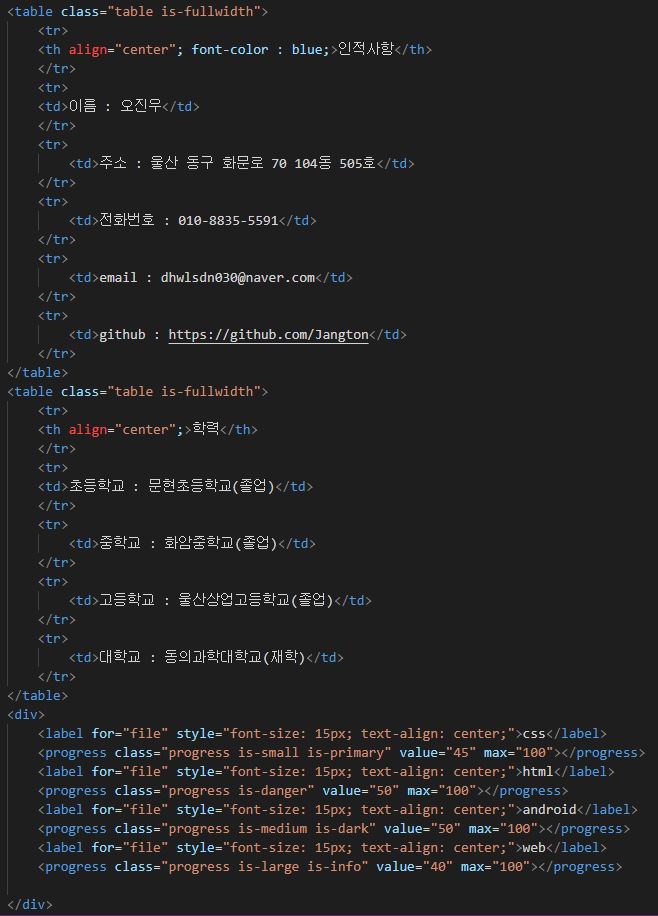 <table class="table is-fullwidth">
<tr>
<th align="center"; font-color : blue;>인적사항</th>
</tr>
<tr>
<td>이름 : 오진우</td>
</tr>
<tr>
<td>주소 : 울산 동구 화문로 70 104동 505호</td>
</tr>
<tr>
<td>전화번호 : 010-8835-5591</td>
</tr>
<tr>
<td>email : dhwlsdn030@naver.com</td>
</tr>
<tr>
<td>github : https://github.com/Jangton</td>
</tr>
</table>
<table class="table is-fullwidth">
<tr>
<th align="center";>학력</th>
</tr>
<tr>
<td>초등학교 : 문현초등학교(졸업)</td>
</tr>
<tr>
<td>중학교 : 화암중학교(졸업)</td>
</tr>
<tr>
<td>고등학교 : 울산상업고등학교(졸업)</td>
</tr>
<tr>
<td>대학교 : 동의과학대학교(재학)</td>
</tr>
</table>
<div>
<label for="file" style="font-size: 15px; text-align: center;">css</label>
<progress class="progress is-small is-primary" value="45" max="100"></progress>
<label for="file" style="font-size: 15px; text-align: center;">html</label>
<progress class="progress is-danger" value="50" max="100"></progress>
<label for="file" style="font-size: 15px; text-align: center;">android</label>
<progress class="progress is-medium is-dark" value="50" max="100"></progress>
<label for="file" style="font-size: 15px; text-align: center;">web</label>
<progress class="progress is-large is-info" value="40" max="100"></progress>
</div>